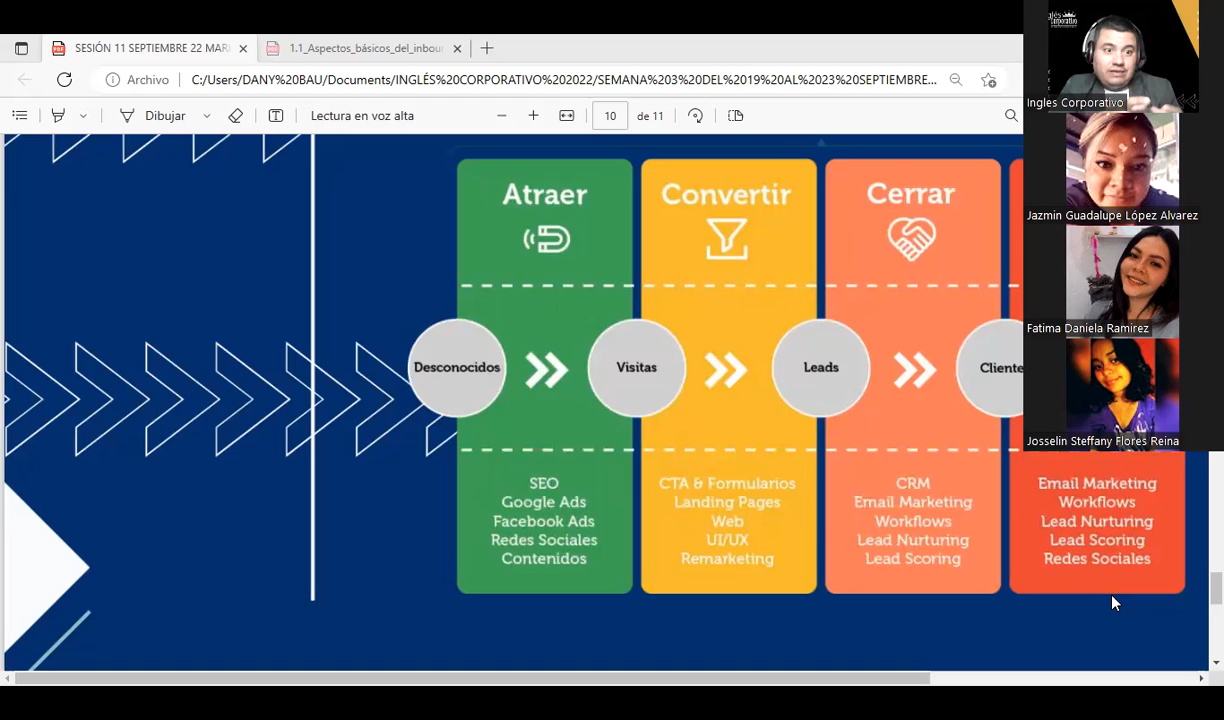 SESIÓN 11 SEPTIEMBRE 22 MAR
1.1_Aspectos_básicos_del_inbour
Archivo
C:/Users/DANY%20BAU/Documents/INGLÉS%20CORPORATIVO%202022/SEMANA%203%20DEL%2019%20AL%2023%20SEPTIEMBRE...
Dibujar
Lectura en voz alta
10
de 11
Ingles Corporativo
Jazmin Guadalupe López Alvarez
Fatima Daniela Ramirez
Josselin Steffany Flores Reina
Atraer
Convertir
Cerrar
Desconocidos
Visitas
Leads
Cliente
SEO
Google Ads
Facebook Ads
Redes Sociales
Contenidos
CTA & Formularios
Landing Pages
Web
UI/UX
Remarketing
CRM
Email Marketing
Workflows
Lead Nurturing
Lead Scoring
Email Marketing
Workflows
Lead Nurturing
Lead Scoring
Redes Sociales